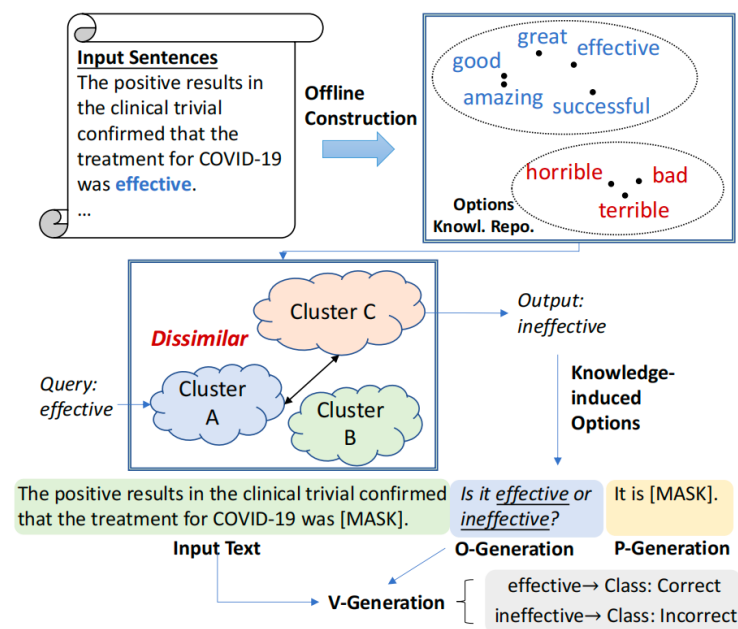 Input Sentences
The positive results in
the clinical trivial
confirmed that the
treatment for COVID-19
was effective.
...
Offline
Construction
great
good
effective
amazing
successful
horrible
bad
terrible
Options
Knowl. Repo.
Cluster C
Dissimilar
Cluster
A
Cluster
B
Query:
effective
Output:
ineffective
Knowledge-
induced
Options
The positive results in the clinical trivial confirmed
that the treatment for COVID-19 was [MASK].
Is it effective or
ineffective?
It is [MASK].
Input Text
O-Generation
P-Generation
V-Generation
effective→ Class: Correct
ineffective→ Class: Incorrect